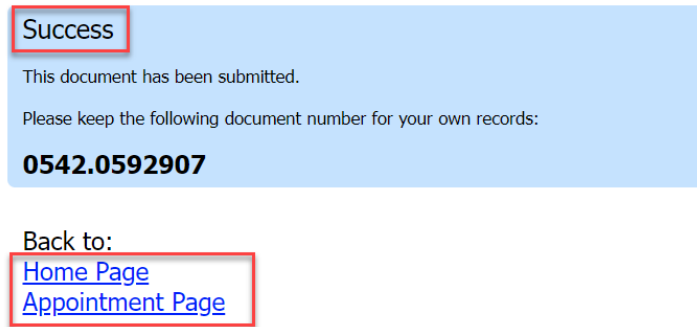 Success
This document has been submitted.
Please keep the following document number for your own records:
0542.0592907
Back to:
Home Page
Appointment Page